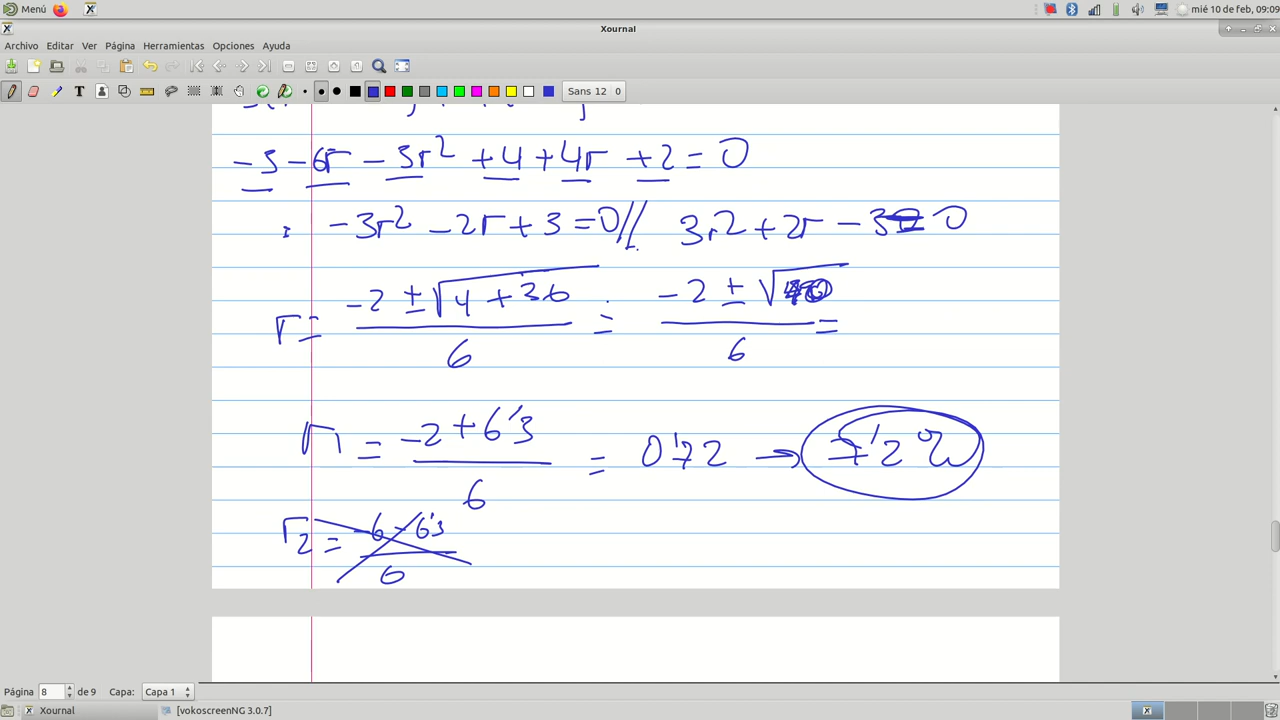 Menú
mié 10 de feb, 09:09
Xournal
Archivo Editar Ver Página Herramientas Opciones Ayuda
T Sans 12 0
-3 -6r -3r² +4 +4r +2 = 0
: -3r² -2r +3 = 0 // 3r² + 2r - 3 0
r = -2 ± √4 + 36 / 6 = -2 ± √40 / 6 =
r1 = -2 + 6'3 / 6 = 0'72 → 7'2 %
r2 = -6 - 6'3 / 6
Página 8 de 9 Capa: Capa 1
Xournal [vokoscreenNG 3.0.7]